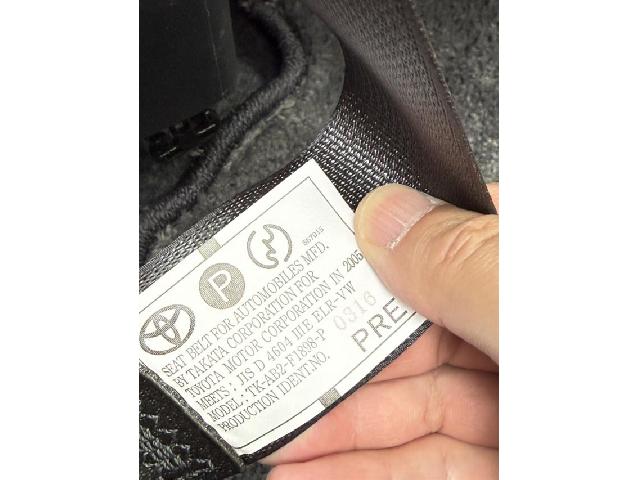 P
867015
SEAT BELT FOR AUTOMOBILES MFD.
BY TAKATA CORPORATION FOR
TOYOTA MOTOR CORPORATION IN 2005
MEETS : JIS D 4604 IIIE ELR-VW
MODEL : TK-AB2-F1898-P
PRODUCTION IDENT.NO. 0316
PRE